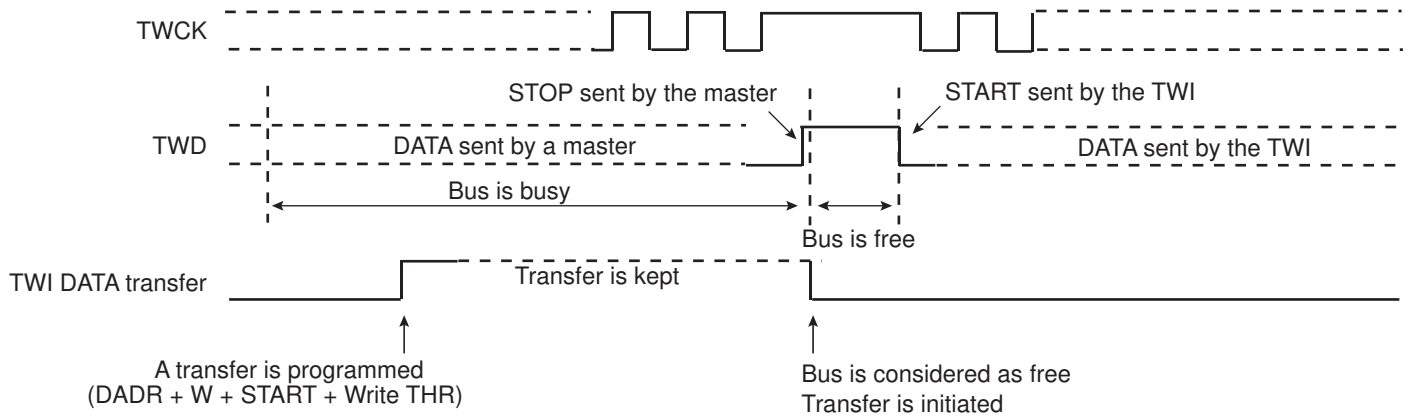 TWCK
STOP sent by the master
START sent by the TWI
TWD
DATA sent by a master
DATA sent by the TWI
Bus is busy
Bus is free
TWI DATA transfer
Transfer is kept
A transfer is programmed
(DADR + W + START + Write THR)
Bus is considered as free
Transfer is initiated